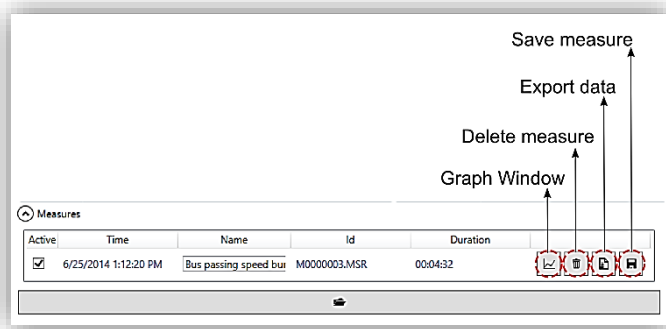 Save measure
Export data
Delete measure
Graph Window
Measures
Active Time Name Id Duration
6/25/2014 1:12:20 PM Bus passing speed bur M0000003.MSR 00:04:32